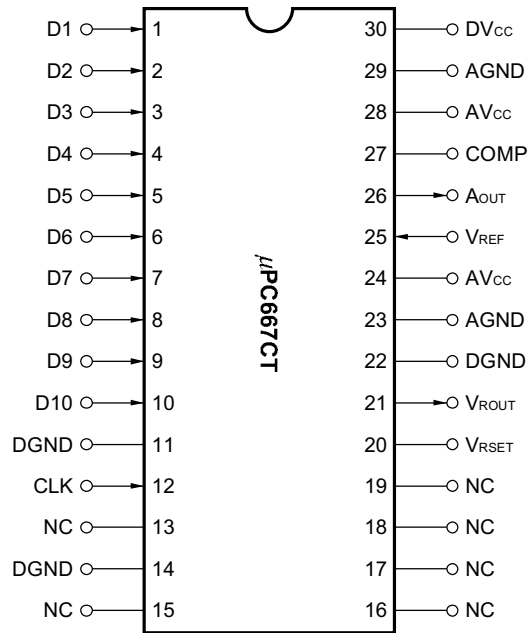 D1 1 30 DVCC
D2 2 29 AGND
D3 3 28 AVCC
D4 4 27 COMP
D5 5 26 AOUT
D6 6 25 VREF
D7 7 24 AVCC
D8 8 23 AGND
D9 9 22 DGND
D10 10 21 VROUT
DGND 11 20 VRSET
CLK 12 19 NC
NC 13 18 NC
DGND 14 17 NC
NC 15 16 NC
μPC667CT